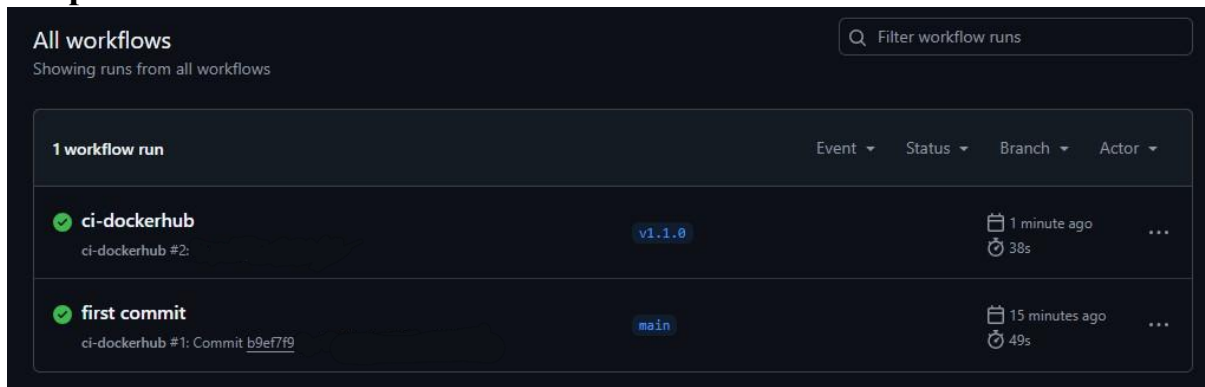 All workflows
Filter workflow runs
Showing runs from all workflows
1 workflow run
Event Status Branch Actor
ci-dockerhub
v1.1.0
1 minute ago
ci-dockerhub #2:
38s
first commit
main
15 minutes ago
ci-dockerhub #1: Commit b9ef7f9
49s